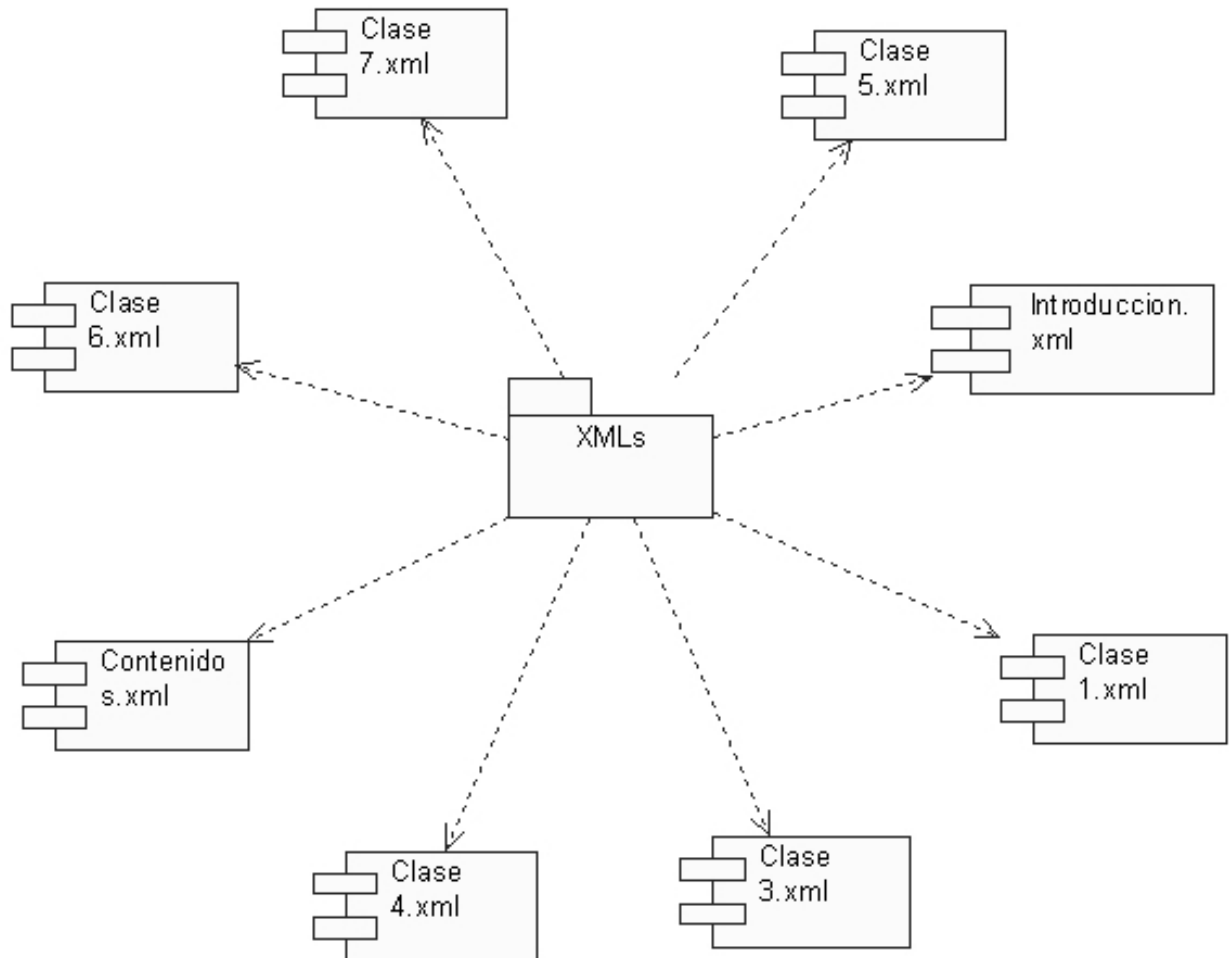 Clase
7.xml
Clase
5.xml
Clase
6.xml
Introduccion.
xml
XMLs
Contenido
s.xml
Clase
1.xml
Clase
4.xml
Clase
3.xml